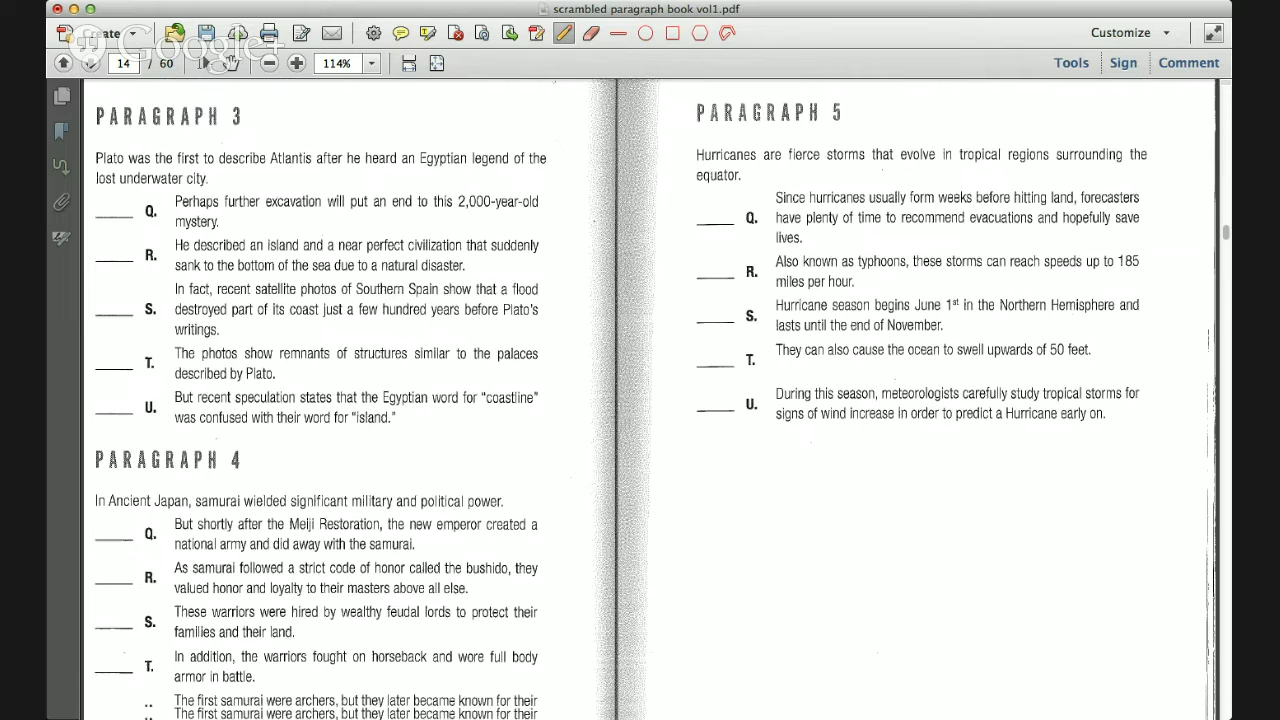 scrambled paragraph book vol1.pdf
Create
Google+
Customize
14 / 60
114%
Tools
Sign
Comment
PARAGRAPH 3
Plato was the first to describe Atlantis after he heard an Egyptian legend of the
lost underwater city.
Q. Perhaps further excavation will put an end to this 2,000-year-old
mystery.
R. He described an island and a near perfect civilization that suddenly
sank to the bottom of the sea due to a natural disaster.
S. In fact, recent satellite photos of Southern Spain show that a flood
destroyed part of its coast just a few hundred years before Plato's
writings.
T. The photos show remnants of structures similar to the palaces
described by Plato.
U. But recent speculation states that the Egyptian word for "coastline"
was confused with their word for "island."
PARAGRAPH 4
In Ancient Japan, samurai wielded significant military and political power.
Q. But shortly after the Meiji Restoration, the new emperor created a
national army and did away with the samurai.
R. As samurai followed a strict code of honor called the bushido, they
valued honor and loyalty to their masters above all else.
S. These warriors were hired by wealthy feudal lords to protect their
families and their land.
T. In addition, the warriors fought on horseback and wore full body
armor in battle.
The first samurai were archers, but they later became known for their
The first samurai were archers, but they later became known for their
PARAGRAPH 5
Hurricanes are fierce storms that evolve in tropical regions surrounding the
equator.
Q. Since hurricanes usually form weeks before hitting land, forecasters
have plenty of time to recommend evacuations and hopefully save
lives.
R. Also known as typhoons, these storms can reach speeds up to 185
miles per hour.
S. Hurricane season begins June 1st in the Northern Hemisphere and
lasts until the end of November.
T. They can also cause the ocean to swell upwards of 50 feet.
U. During this season, meteorologists carefully study tropical storms for
signs of wind increase in order to predict a Hurricane early on.